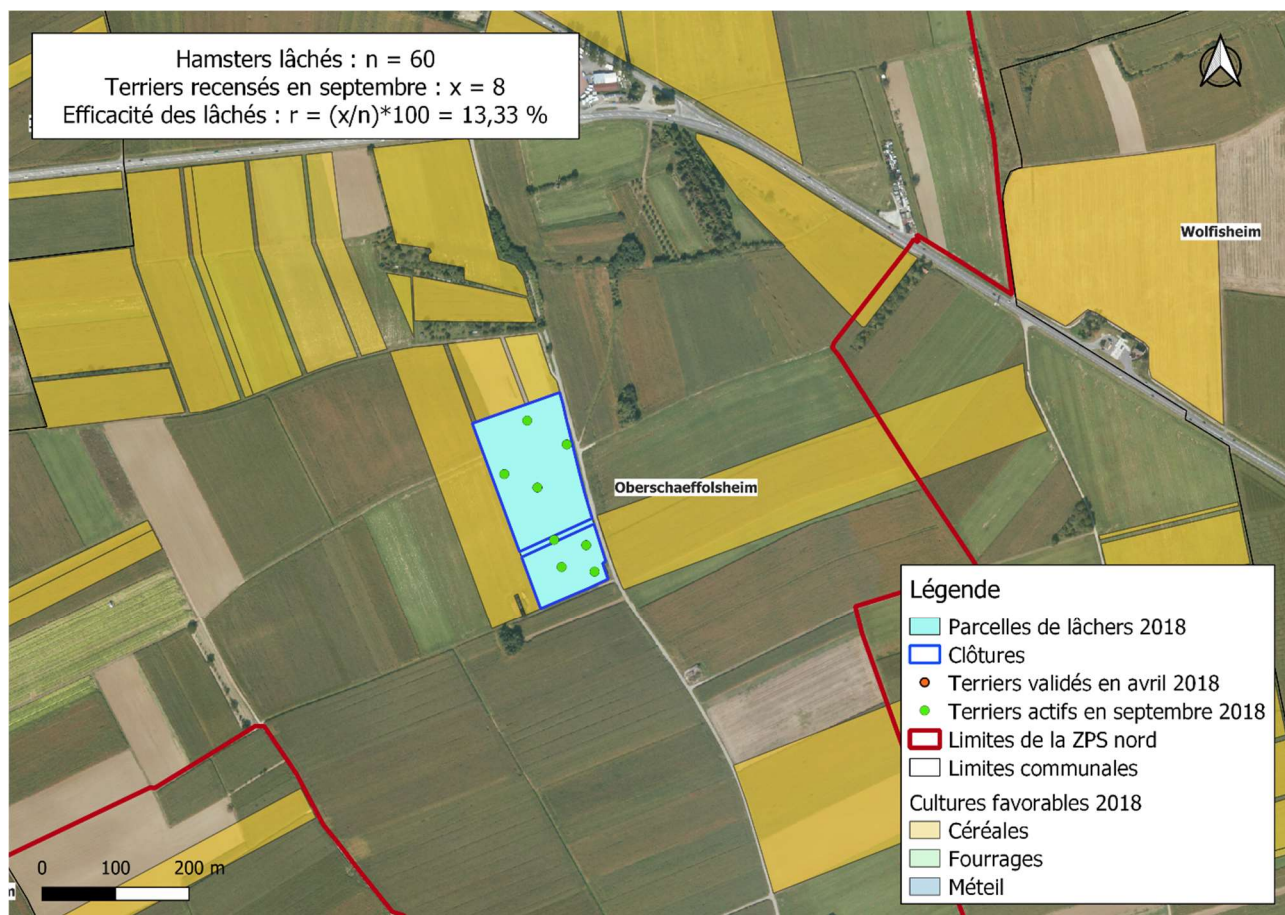 Hamsters lâchés : n = 60
Terriers recensés en septembre : x = 8
Efficacité des lâchés : r = (x/n)*100 = 13,33 %
Wolfisheim
Oberschaeffolsheim
Légende
Parcelles de lâchers 2018
Clôtures
Terriers validés en avril 2018
Terriers actifs en septembre 2018
Limites de la ZPS nord
Limites communales
Cultures favorables 2018
Céréales
Fourrages
Méteil
0 100 200 m